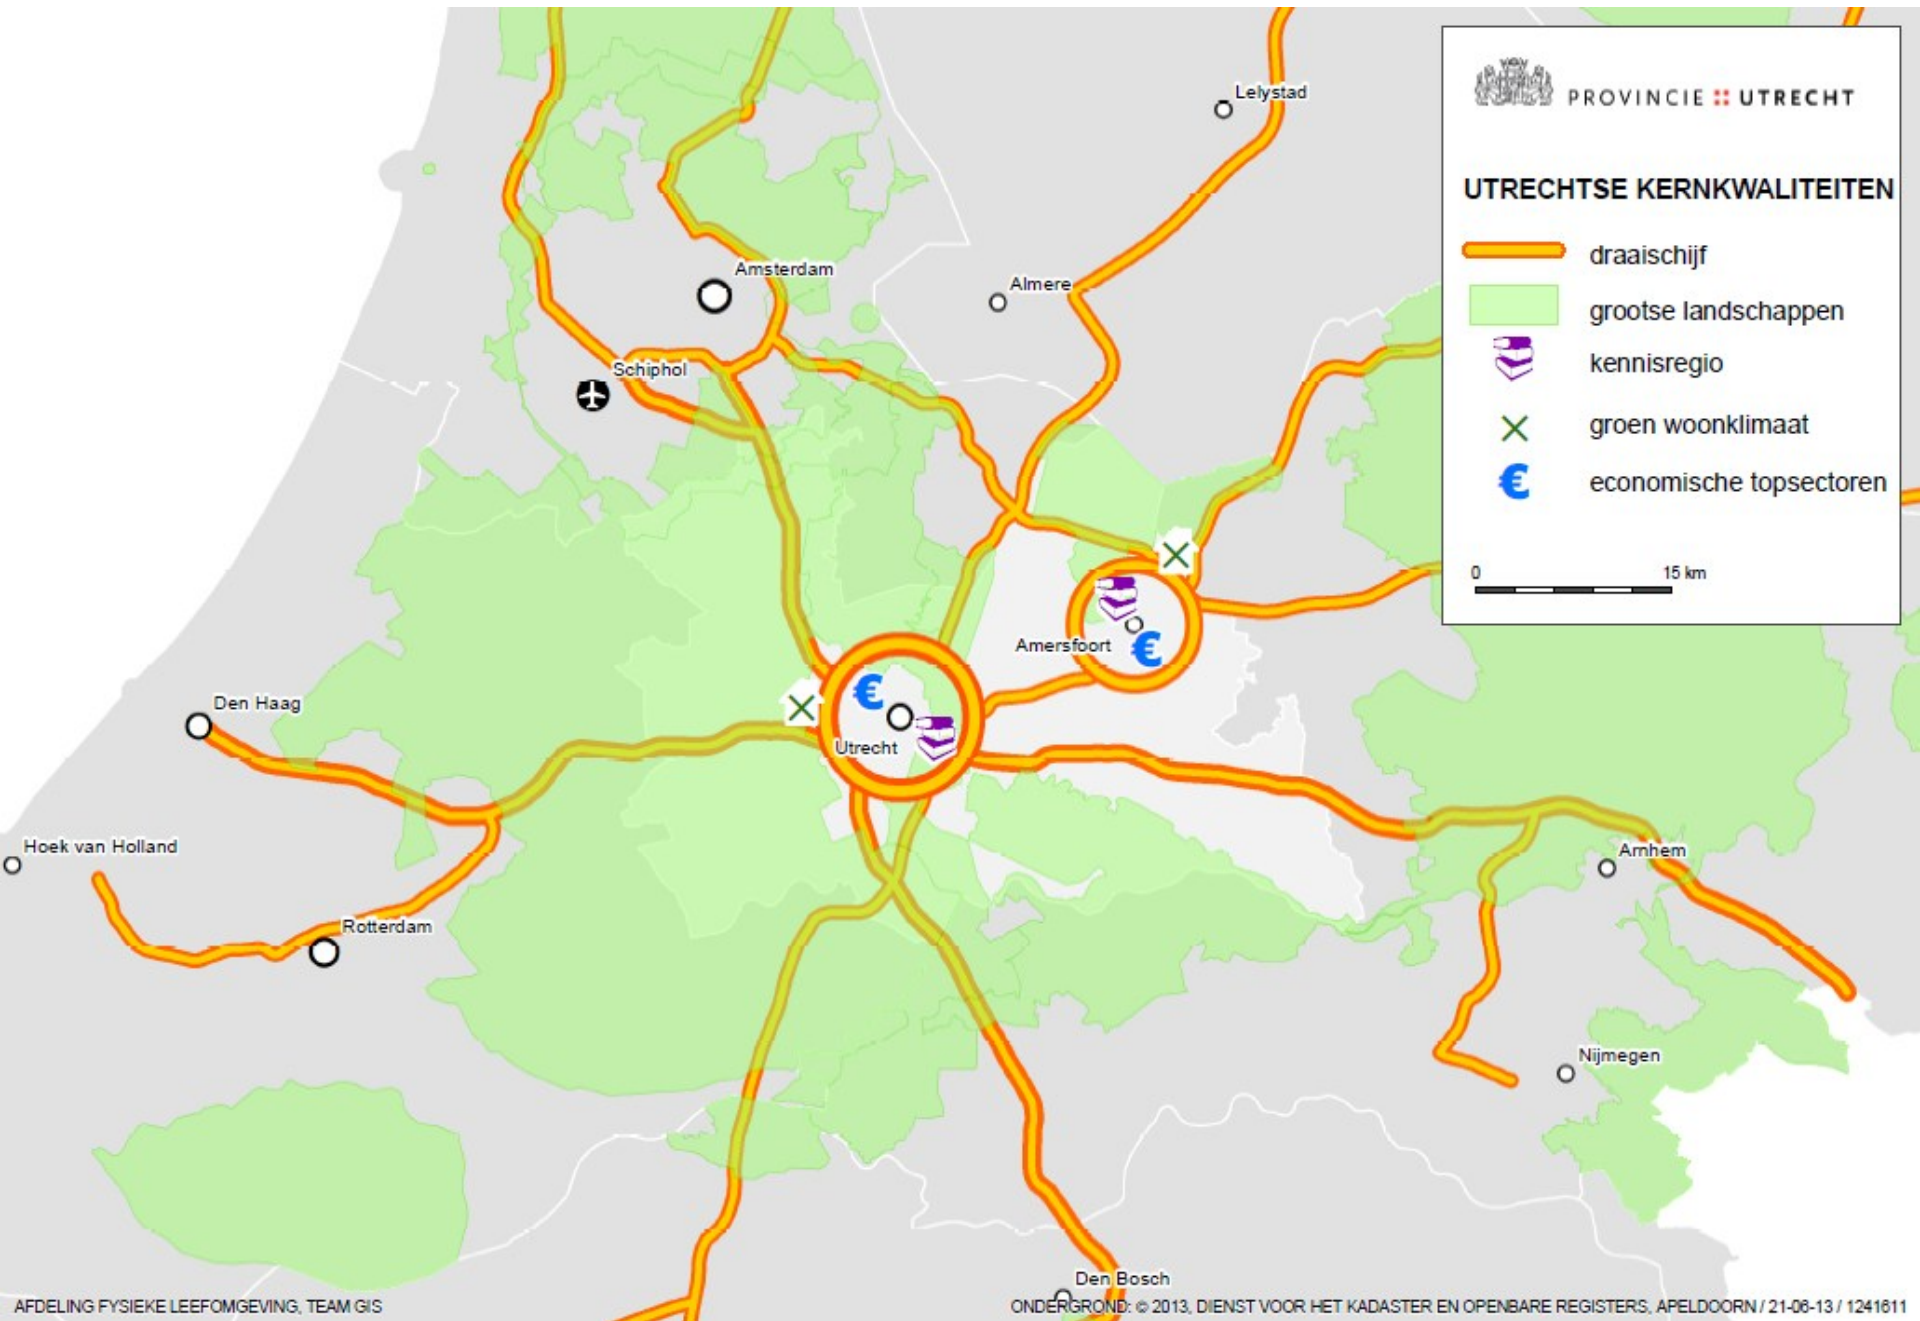 Lelystad
PROVINCIE :: UTRECHT
UTRECHTSE KERNKWALITEITEN
draaischijf
grootse landschappen
kennisregio
groen woonklimaat
€ economische topsectoren
0 15 km
Amsterdam
Almere
Schiphol
Amersfoort
€
Den Haag
€
Utrecht
Hoek van Holland
Arnhem
Rotterdam
Nijmegen
Den Bosch
AFDELING FYSIEKE LEEFOMGEVING, TEAM GIS
ONDERGROND: © 2013, DIENST VOOR HET KADASTER EN OPENBARE REGISTERS, APELDOORN / 21-06-13 / 1241611